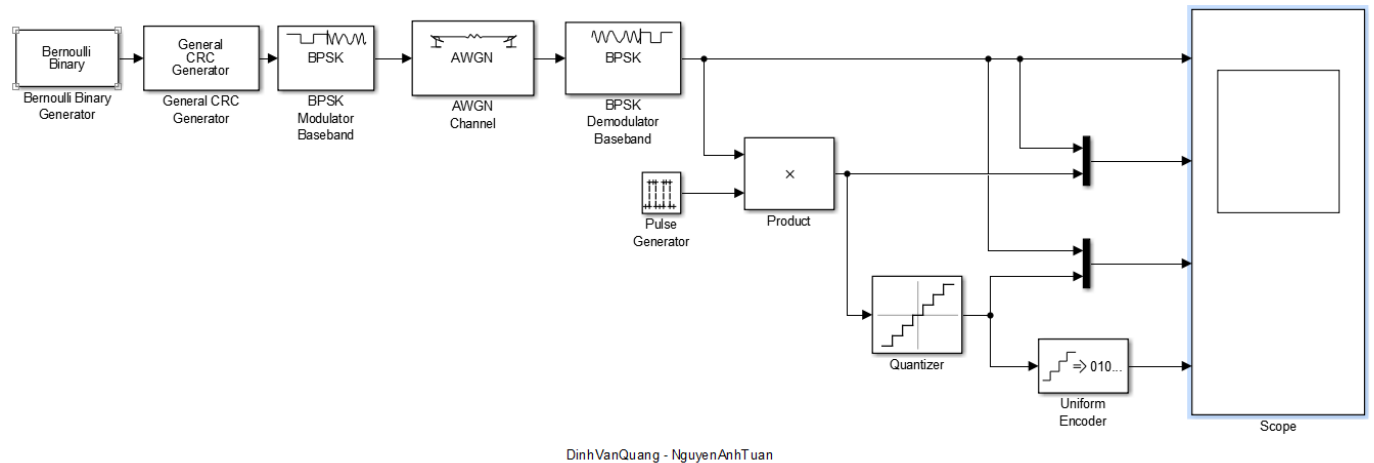 Bernoulli
Binary
Bernoulli Binary
Generator
General
CRC
Generator
General CRC
Generator
BPSK
BPSK
Modulator
Baseband
AWGN
AWGN
Channel
BPSK
BPSK
Demodulator
Baseband
Pulse
Generator
×
Product
Quantizer
=> 010...
Uniform
Encoder
Scope
DinhVanQuang - NguyenAnhTuan